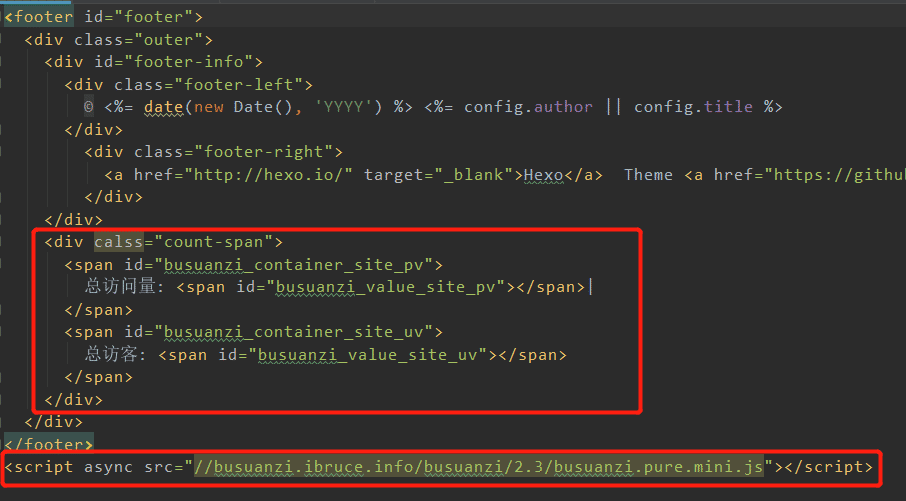 <footer id="footer">
<div class="outer">
<div id="footer-info">
<div class="footer-left">
© <%= date(new Date(), 'YYYY') %> <%= config.author || config.title %>
</div>
<div class="footer-right">
<a href="http://hexo.io/" target="_blank">Hexo</a>  Theme <a href="https://github
</div>
</div>
<div calss="count-span">
<span id="busuanzi_container_site_pv">
总访问量: <span id="busuanzi_value_site_pv"></span>|
</span>
<span id="busuanzi_container_site_uv">
总访客: <span id="busuanzi_value_site_uv"></span>
</span>
</div>
</div>
</footer>
<script async src="//busuanzi.ibruce.info/busuanzi/2.3/busuanzi.pure.mini.js"></script>